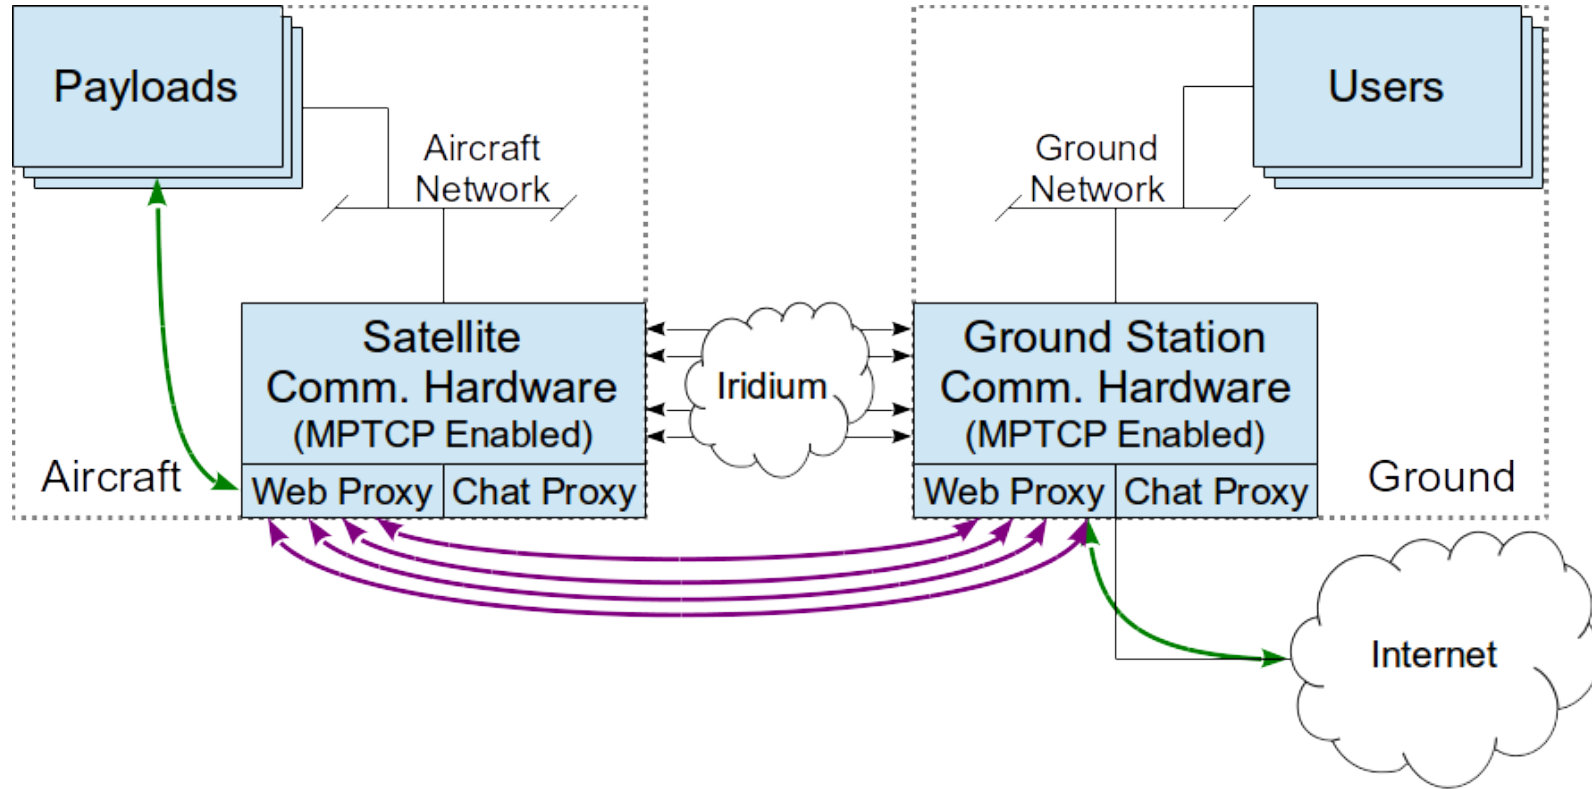 Payloads
Users
Aircraft
Network
Ground
Network
Satellite
Comm. Hardware
(MPTCP Enabled)
Iridium
Ground Station
Comm. Hardware
(MPTCP Enabled)
Aircraft
Web Proxy
Chat Proxy
Web Proxy
Chat Proxy
Ground
Internet